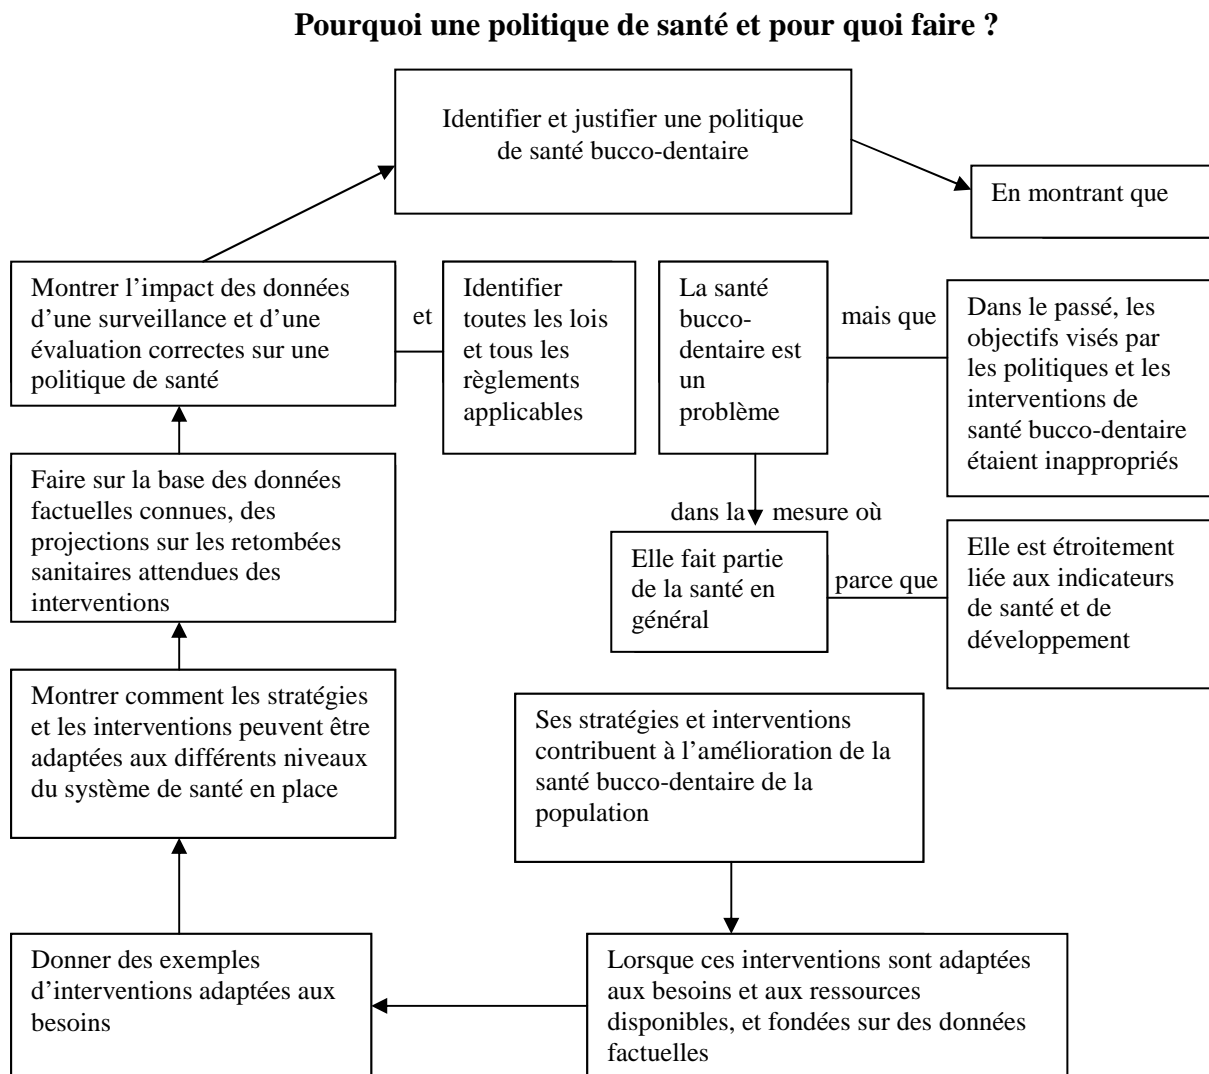 Pourquoi une politique de santé et pour quoi faire ?
Identifier et justifier une politique
de santé bucco-dentaire
En montrant que
Montrer l’impact des données
d’une surveillance et d’une
évaluation correctes sur une
politique de santé
et
Identifier
toutes les lois
et tous les
règlements
applicables
La santé
bucco-
dentaire est
un
problème
mais que
Dans le passé, les
objectifs visés par
les politiques et les
interventions de
santé bucco-dentaire
étaient inappropriés
Faire sur la base des données
factuelles connues, des
projections sur les retombées
sanitaires attendues des
interventions
dans la mesure où
Elle fait partie
de la santé en
général
parce que
Elle est étroitement
liée aux indicateurs
de santé et de
développement
Montrer comment les stratégies
et les interventions peuvent être
adaptées aux différents niveaux
du système de santé en place
Ses stratégies et interventions
contribuent à l’amélioration de la
santé bucco-dentaire de la
population
Donner des exemples
d’interventions adaptées aux
besoins
Lorsque ces interventions sont adaptées
aux besoins et aux ressources
disponibles, et fondées sur des données
factuelles